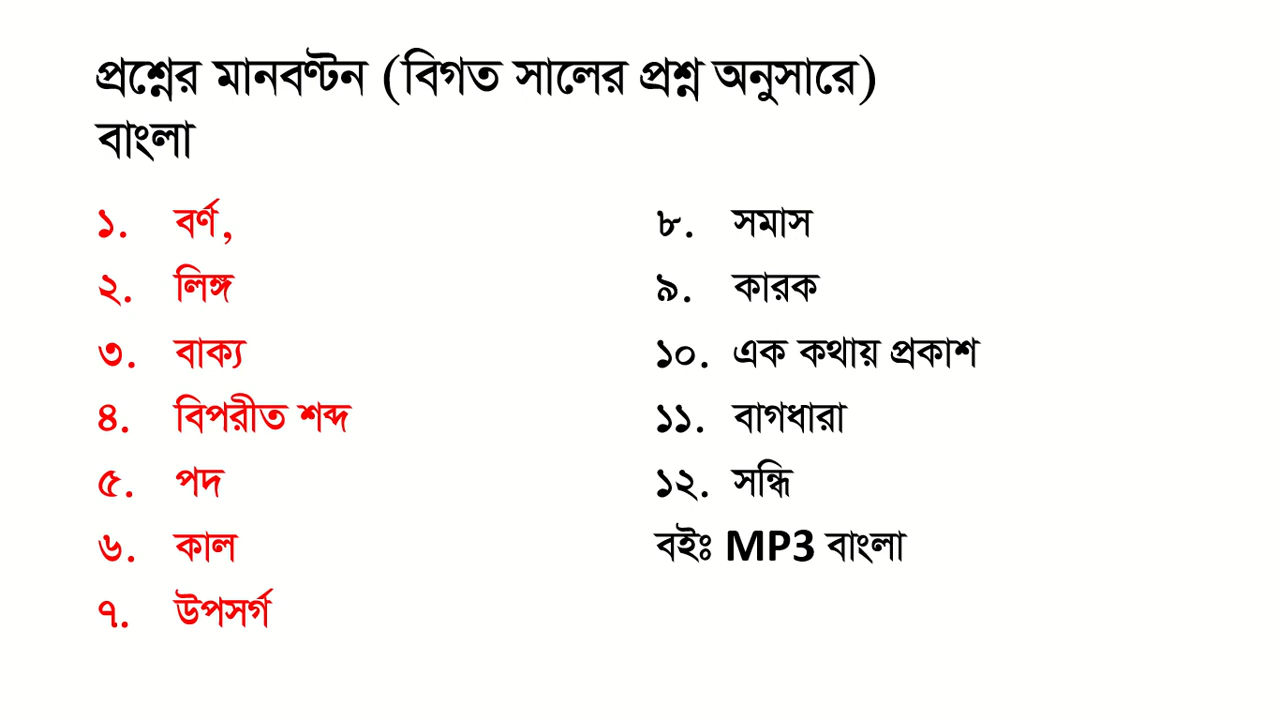 প্রশ্নের মানবণ্টন (বিগত সালের প্রশ্ন অনুসারে)
বাংলা
১. বর্ণ,
২. লিঙ্গ
৩. বাক্য
৪. বিপরীত শব্দ
৫. পদ
৬. কাল
৭. উপসর্গ
৮. সমাস
৯. কারক
১০. এক কথায় প্রকাশ
১১. বাগধারা
১২. সন্ধি
বইঃ MP3 বাংলা